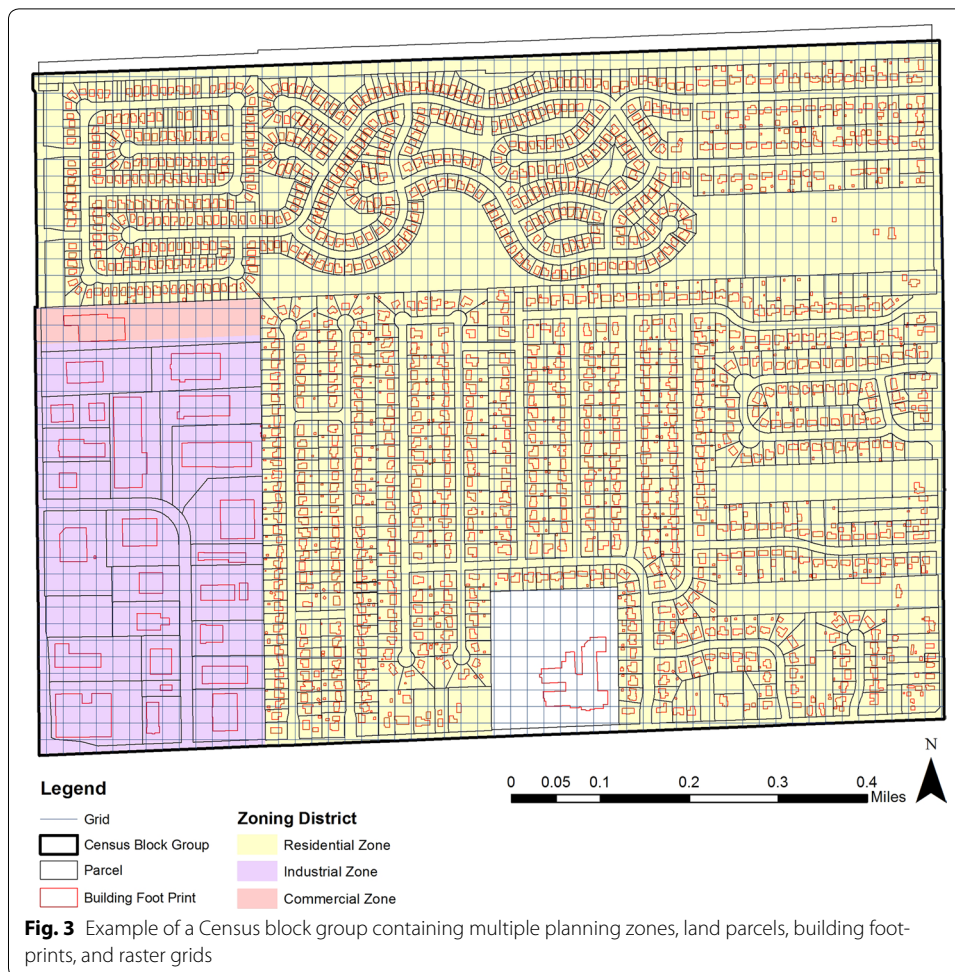 N
0 0.05 0.1 0.2 0.3 0.4
Miles
Legend
Grid
Census Block Group
Parcel
Building Foot Print
Zoning District
Residential Zone
Industrial Zone
Commercial Zone
Fig. 3 Example of a Census block group containing multiple planning zones, land parcels, building foot-
prints, and raster grids